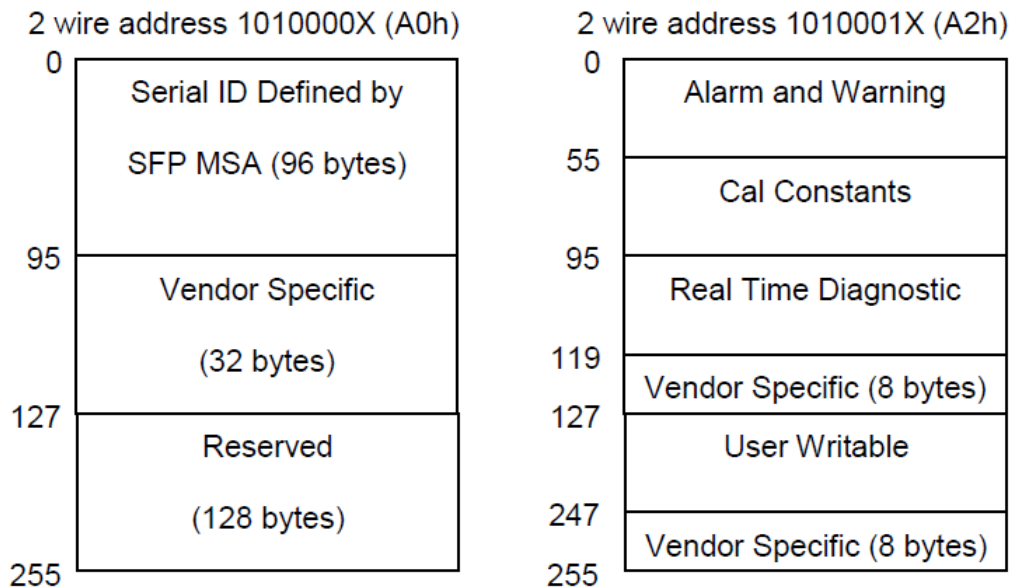 2 wire address 1010000X (A0h)
0
Serial ID Defined by
SFP MSA (96 bytes)
95
Vendor Specific
(32 bytes)
127
Reserved
(128 bytes)
255
2 wire address 1010001X (A2h)
0
Alarm and Warning
55
Cal Constants
95
Real Time Diagnostic
119
Vendor Specific (8 bytes)
127
User Writable
247
Vendor Specific (8 bytes)
255